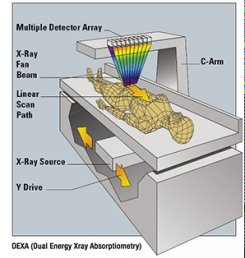 Multiple Detector Array
X-Ray
Fan
Beam
C-Arm
Linear
Scan
Path
X-Ray Source
Y Drive
DEXA (Dual Energy Xray Absorptiometry)